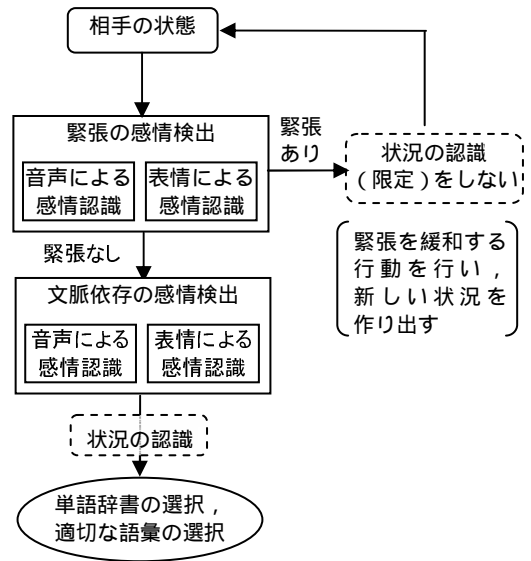 相手の状態
緊張の感情検出
音声による
感情認識
表情による
感情認識
緊張
あり
状況の認識
(限定)をしない
緊張を緩和する
行動を行い,
新しい状況を
作り出す
緊張なし
文脈依存の感情検出
音声による
感情認識
表情による
感情認識
状況の認識
単語辞書の選択,
適切な語彙の選択